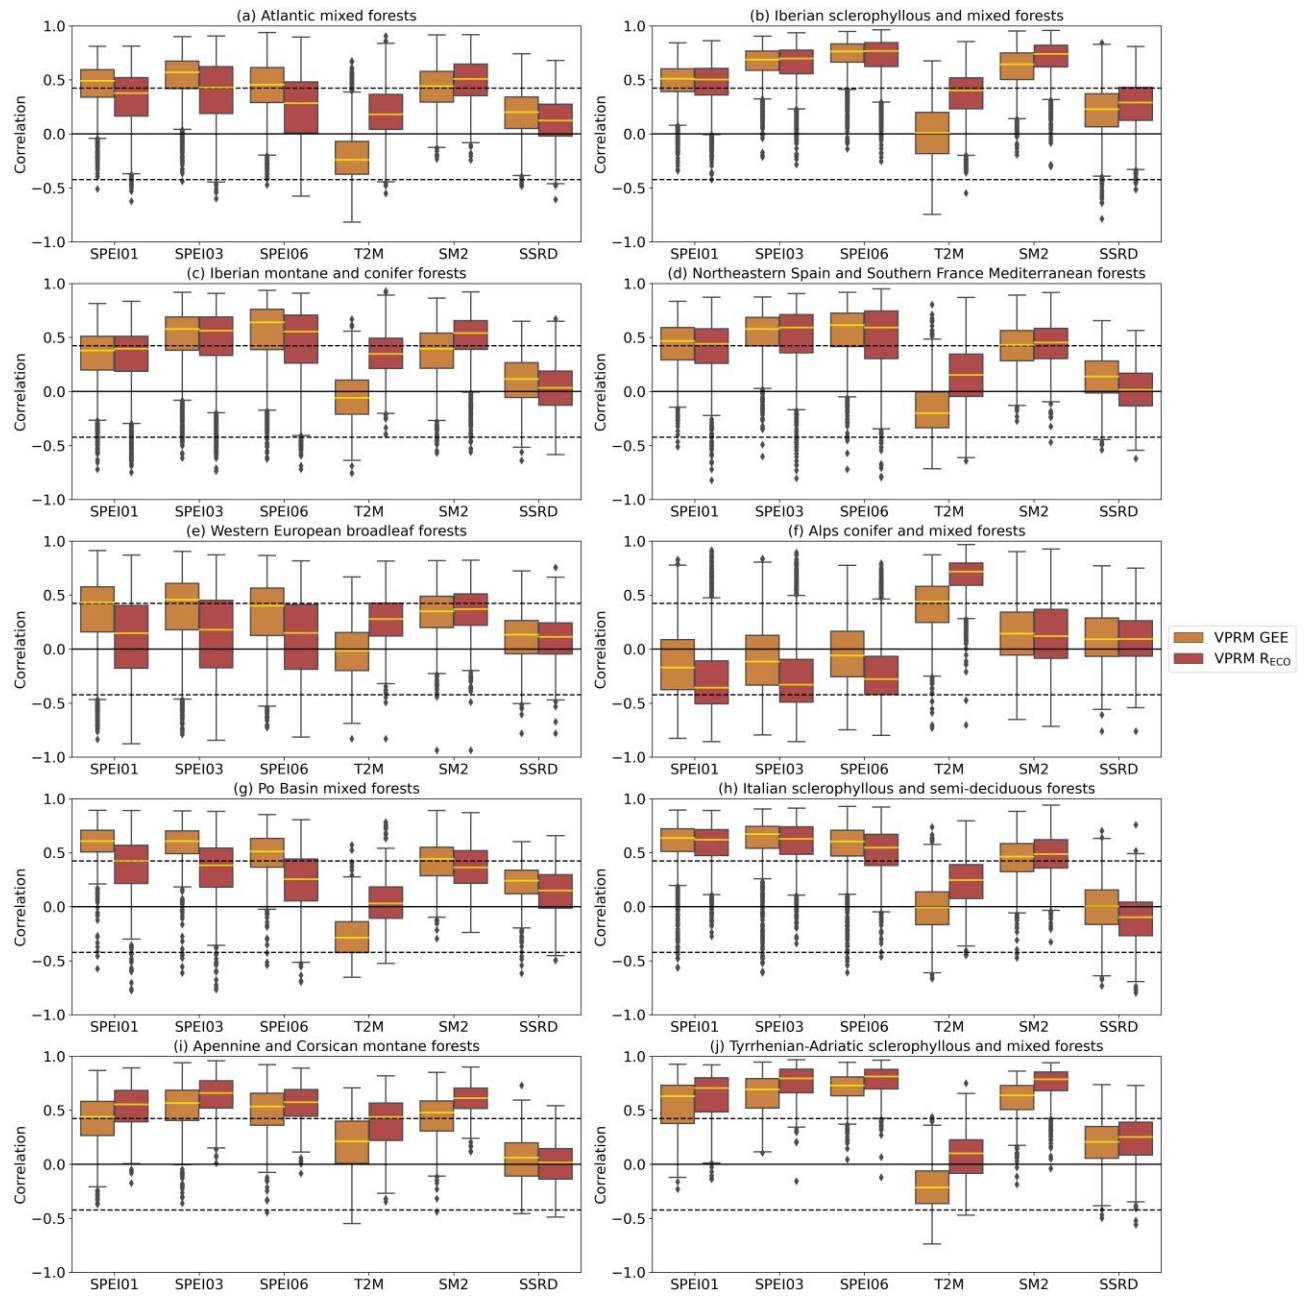 (a) Atlantic mixed forests
1.0
0.5
0.0
−0.5
−1.0
Correlation
SPEI01 SPEI03 SPEI06 T2M SM2 SSRD
(b) Iberian sclerophyllous and mixed forests
1.0
0.5
0.0
−0.5
−1.0
Correlation
SPEI01 SPEI03 SPEI06 T2M SM2 SSRD
(c) Iberian montane and conifer forests
1.0
0.5
0.0
−0.5
−1.0
Correlation
SPEI01 SPEI03 SPEI06 T2M SM2 SSRD
(d) Northeastern Spain and Southern France Mediterranean forests
1.0
0.5
0.0
−0.5
−1.0
Correlation
SPEI01 SPEI03 SPEI06 T2M SM2 SSRD
(e) Western European broadleaf forests
1.0
0.5
0.0
−0.5
−1.0
Correlation
SPEI01 SPEI03 SPEI06 T2M SM2 SSRD
(f) Alps conifer and mixed forests
1.0
0.5
0.0
−0.5
−1.0
Correlation
SPEI01 SPEI03 SPEI06 T2M SM2 SSRD
VPRM GEE
VPRM R_ECO
(g) Po Basin mixed forests
1.0
0.5
0.0
−0.5
−1.0
Correlation
SPEI01 SPEI03 SPEI06 T2M SM2 SSRD
(h) Italian sclerophyllous and semi-deciduous forests
1.0
0.5
0.0
−0.5
−1.0
Correlation
SPEI01 SPEI03 SPEI06 T2M SM2 SSRD
(i) Apennine and Corsican montane forests
1.0
0.5
0.0
−0.5
−1.0
Correlation
SPEI01 SPEI03 SPEI06 T2M SM2 SSRD
(j) Tyrrhenian-Adriatic sclerophyllous and mixed forests
1.0
0.5
0.0
−0.5
−1.0
Correlation
SPEI01 SPEI03 SPEI06 T2M SM2 SSRD